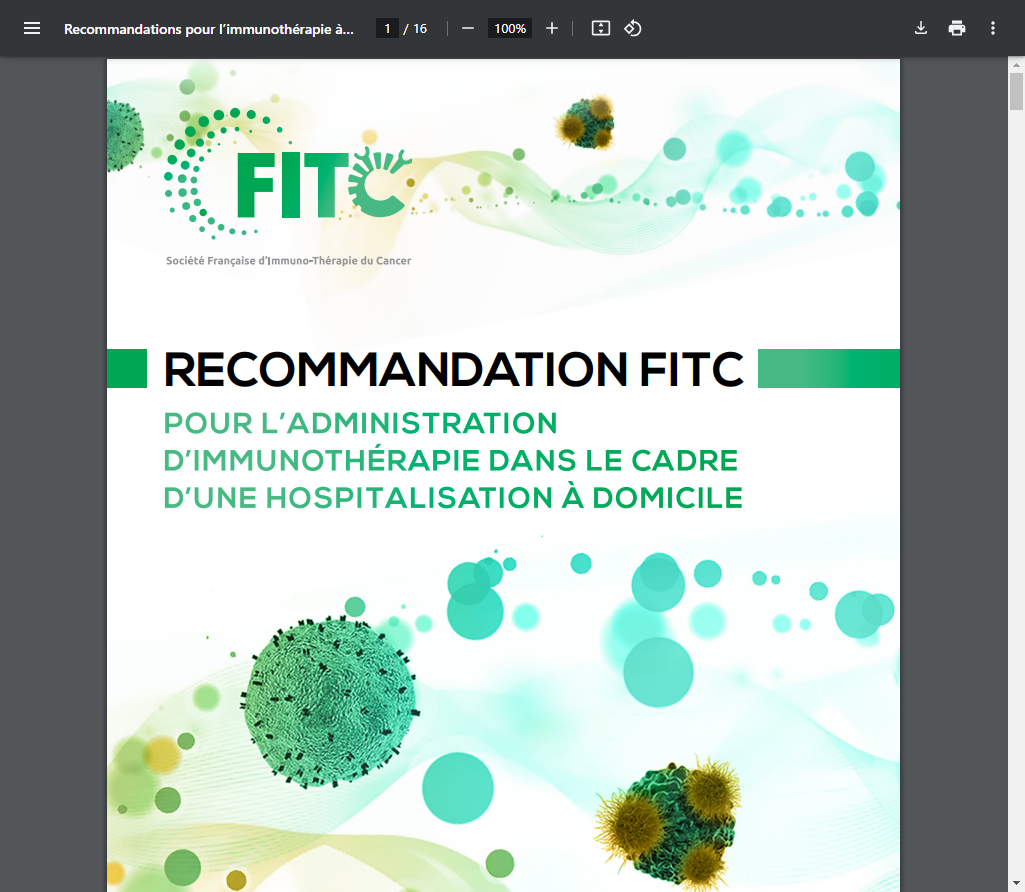 Recommandations pour l’immunothérapie à...
1 / 16
100%
FITC
Société Française d’Immuno-Thérapie du Cancer
RECOMMANDATION FITC
POUR L’ADMINISTRATION
D’IMMUNOTHÉRAPIE DANS LE CADRE
D’UNE HOSPITALISATION À DOMICILE